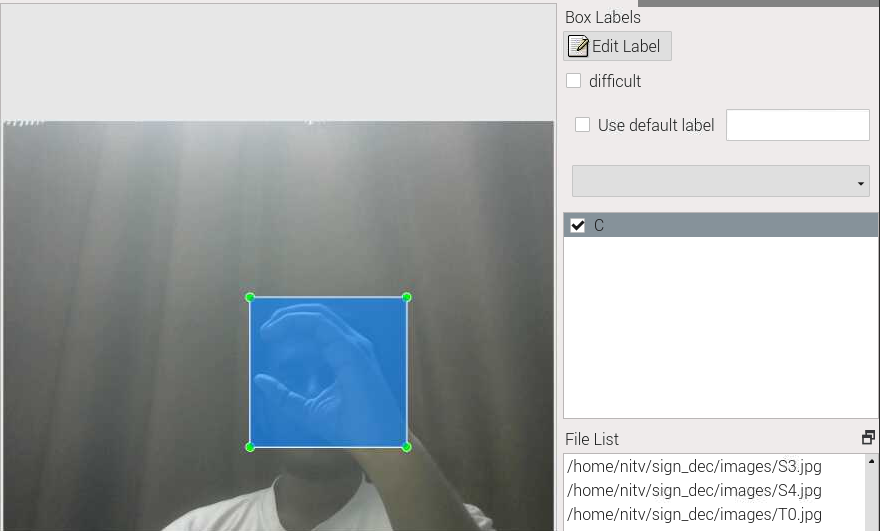 Box Labels
Edit Label
difficult
Use default label
C
File List
/home/nitv/sign_dec/images/S3.jpg
/home/nitv/sign_dec/images/S4.jpg
/home/nitv/sign_dec/images/T0.jpg